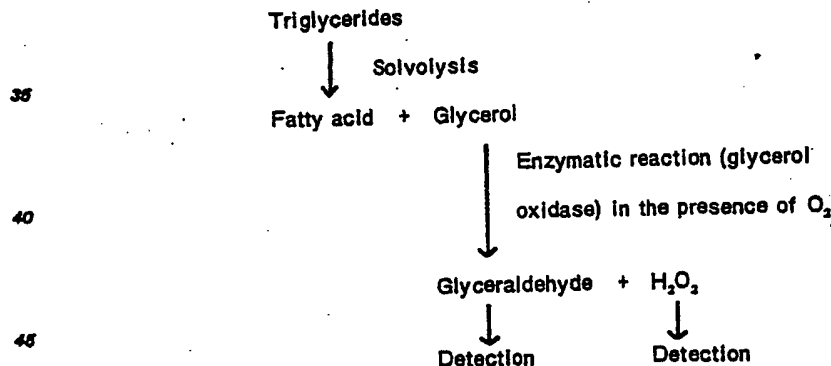 Triglycerides
Solvolysis
35
Fatty acid + Glycerol
Enzymatic reaction (glycerol
40
oxidase) in the presence of O₂
Glyceraldehyde + H₂O₂
45
Detection Detection